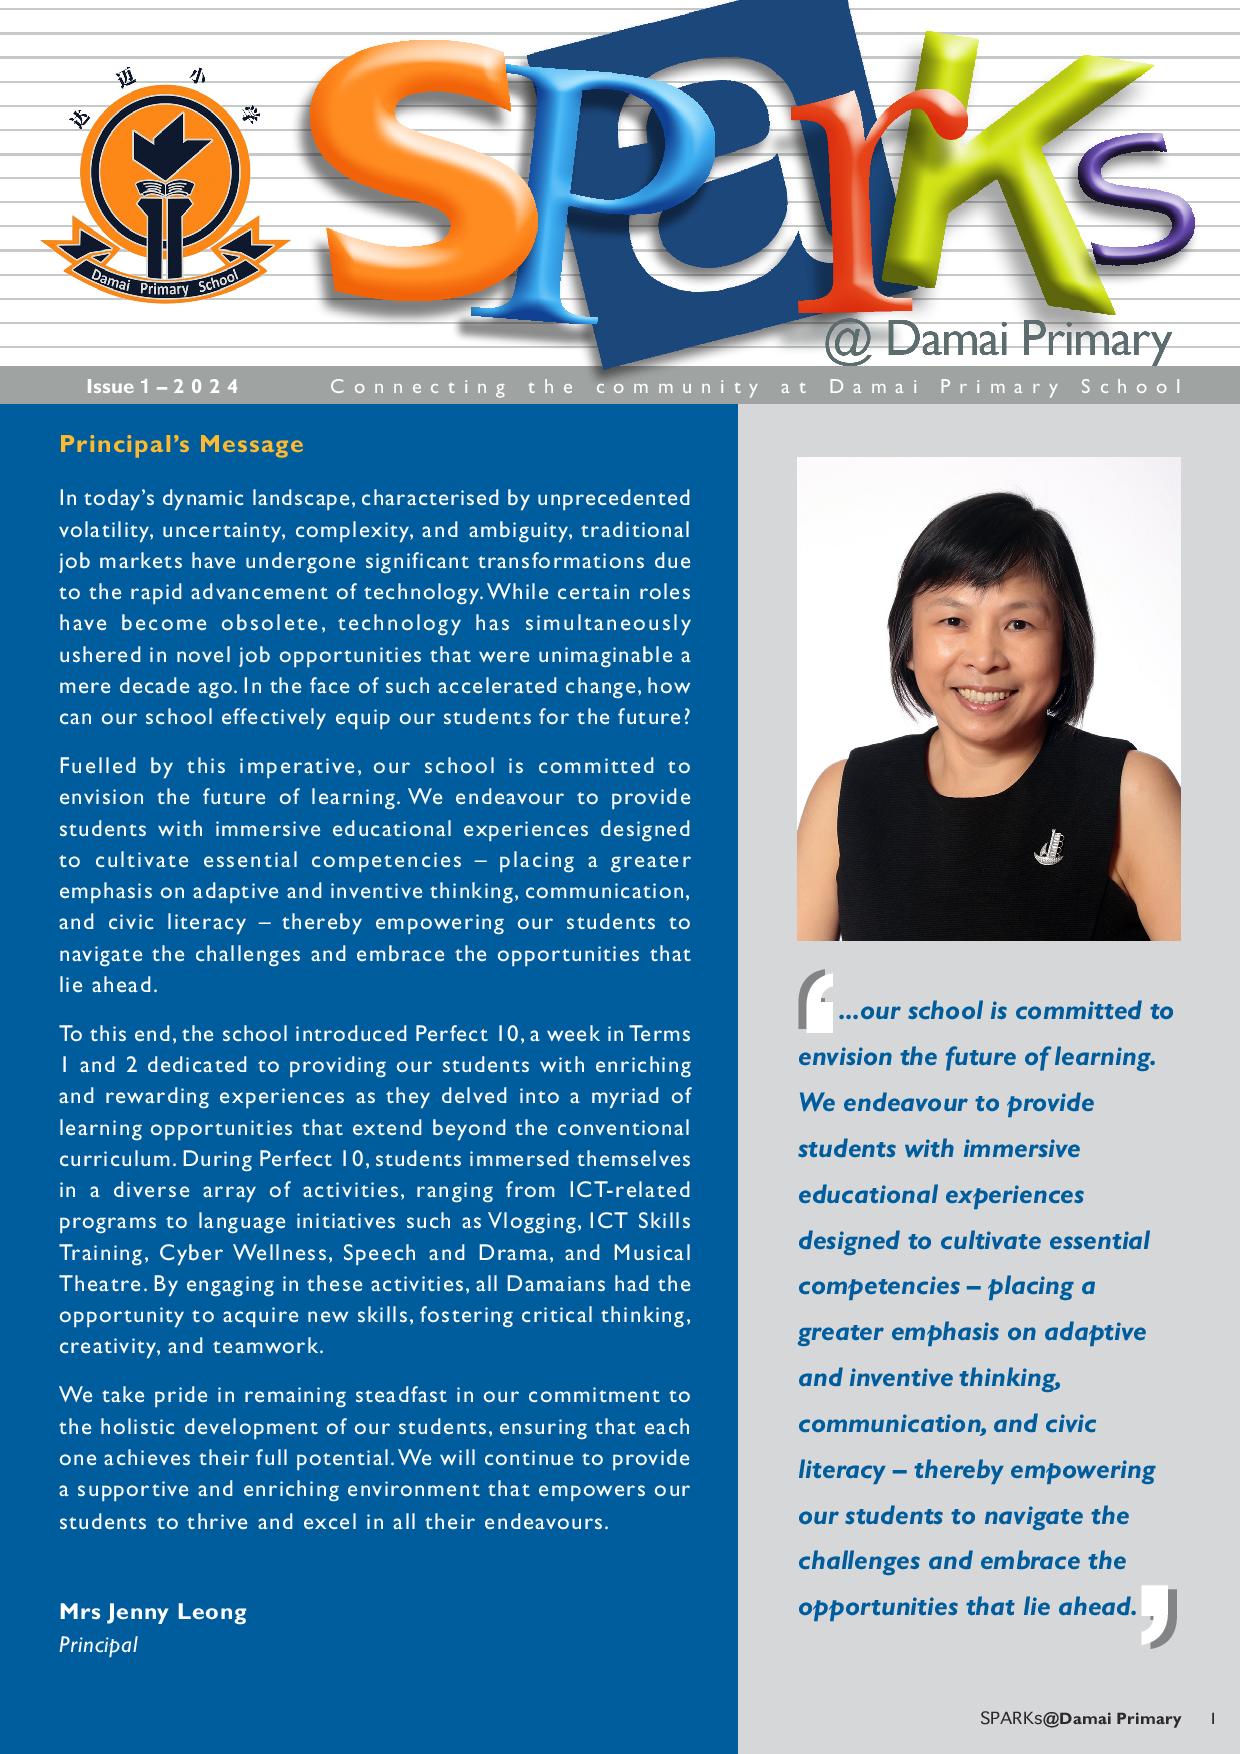 达 迈 小 学
Damai Primary School
SPaRKs
@ Damai Primary
Issue 1 – 2024
Connecting the community at Damai Primary School
Principal’s Message
In today’s dynamic landscape, characterised by unprecedented
volatility, uncertainty, complexity, and ambiguity, traditional
job markets have undergone significant transformations due
to the rapid advancement of technology. While certain roles
have become obsolete, technology has simultaneously
ushered in novel job opportunities that were unimaginable a
mere decade ago. In the face of such accelerated change, how
can our school effectively equip our students for the future?
Fuelled by this imperative, our school is committed to
envision the future of learning. We endeavour to provide
students with immersive educational experiences designed
to cultivate essential competencies – placing a greater
emphasis on adaptive and inventive thinking, communication,
and civic literacy – thereby empowering our students to
navigate the challenges and embrace the opportunities that
lie ahead.
To this end, the school introduced Perfect 10, a week in Terms
1 and 2 dedicated to providing our students with enriching
and rewarding experiences as they delved into a myriad of
learning opportunities that extend beyond the conventional
curriculum. During Perfect 10, students immersed themselves
in a diverse array of activities, ranging from ICT-related
programs to language initiatives such as Vlogging, ICT Skills
Training, Cyber Wellness, Speech and Drama, and Musical
Theatre. By engaging in these activities, all Damaians had the
opportunity to acquire new skills, fostering critical thinking,
creativity, and teamwork.
We take pride in remaining steadfast in our commitment to
the holistic development of our students, ensuring that each
one achieves their full potential. We will continue to provide
a supportive and enriching environment that empowers our
students to thrive and excel in all their endeavours.
Mrs Jenny Leong
Principal
‘...our school is committed to
envision the future of learning.
We endeavour to provide
students with immersive
educational experiences
designed to cultivate essential
competencies – placing a
greater emphasis on adaptive
and inventive thinking,
communication, and civic
literacy – thereby empowering
our students to navigate the
challenges and embrace the
opportunities that lie ahead.’
SPARKs@Damai Primary 1